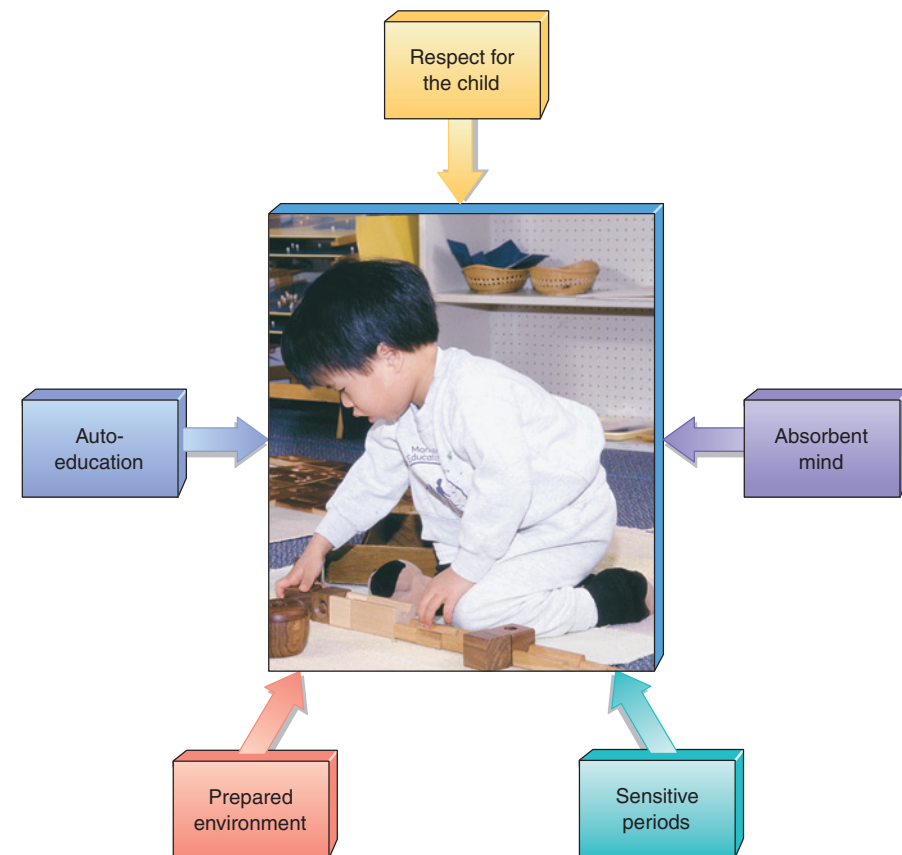 Respect for
the child
Auto-
education
Absorbent
mind
Prepared
environment
Sensitive
periods